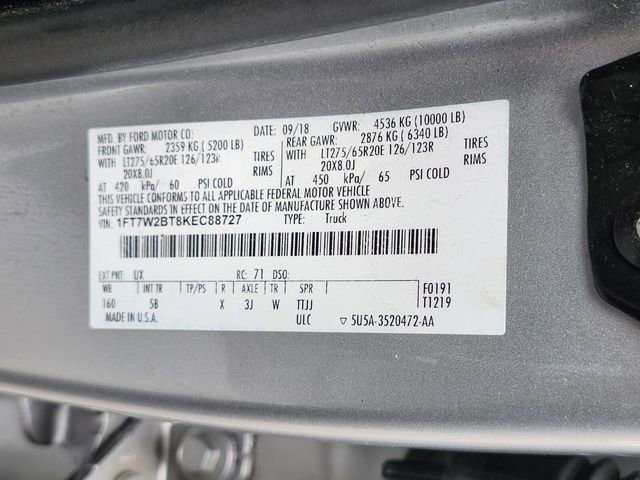 MFD. BY FORD MOTOR CO. DATE: 09/18 GVWR: 4536 KG (10000 LB)
FRONT GAWR: 2359 KG ( 5200 LB) REAR GAWR: 2876 KG ( 6340 LB)
WITH LT275/65R20E 126/123R TIRES LT275/65R20E 126/123R TIRES
20X8.0J RIMS 20X8.0J RIMS
AT 420 kPa/ 60 PSI COLD AT 450 kPa/ 65 PSI COLD
THIS VEHICLE CONFORMS TO ALL APPLICABLE FEDERAL MOTOR VEHICLE
SAFETY STANDARDS IN EFFECT ON THE DATE OF MANUFACTURE SHOWN ABOVE.
VIN: 1FT7W2BT8KEC88727 TYPE: Truck
EXT PNT: UX RC: 71 DSO: F0191
WB INT TR TP/PS R AXLE TR SPR T1219
160 5B X 3J W TTJJ
MADE IN U.S.A. ULC ▽ 5U5A-3520472-AA